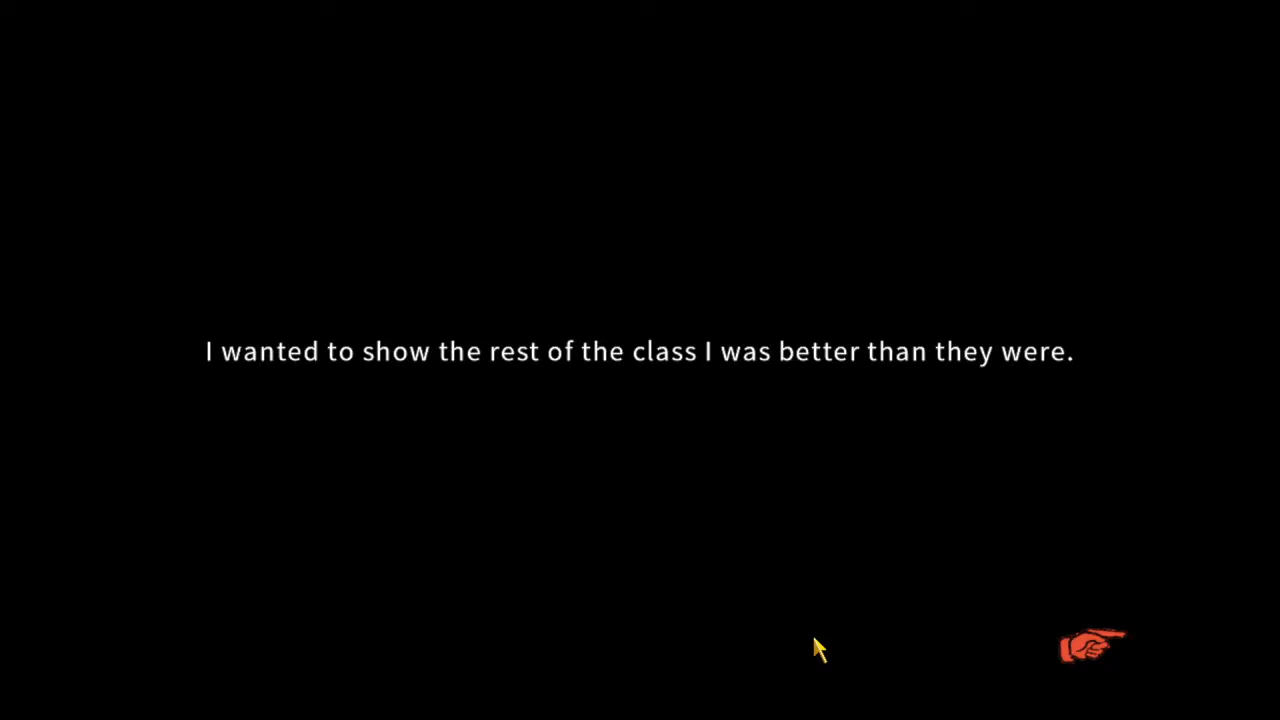 I wanted to show the rest of the class I was better than they were.